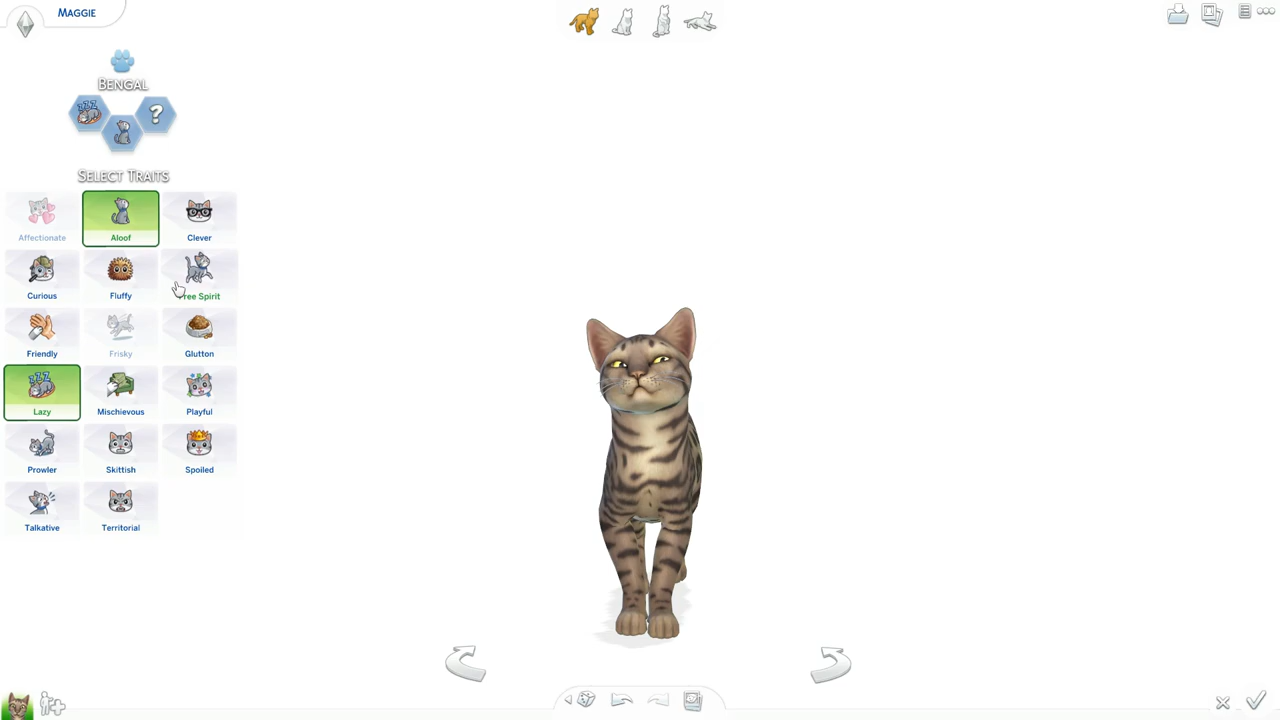 MAGGIE
BENGAL
?
SELECT TRAITS
Affectionate
Aloof
Clever
Curious
Fluffy
Free Spirit
Friendly
Frisky
Glutton
Lazy
Mischievous
Playful
Prowler
Skittish
Spoiled
Talkative
Territorial